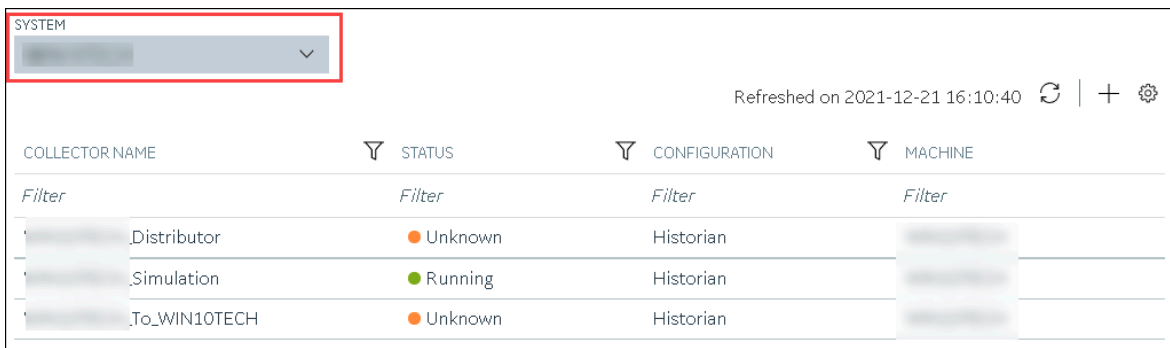 SYSTEM
Refreshed on 2021-12-21 16:10:40
COLLECTOR NAME STATUS CONFIGURATION MACHINE
Filter Filter Filter Filter
_Distributor Unknown Historian
_Simulation Running Historian
_To_WIN10TECH Unknown Historian